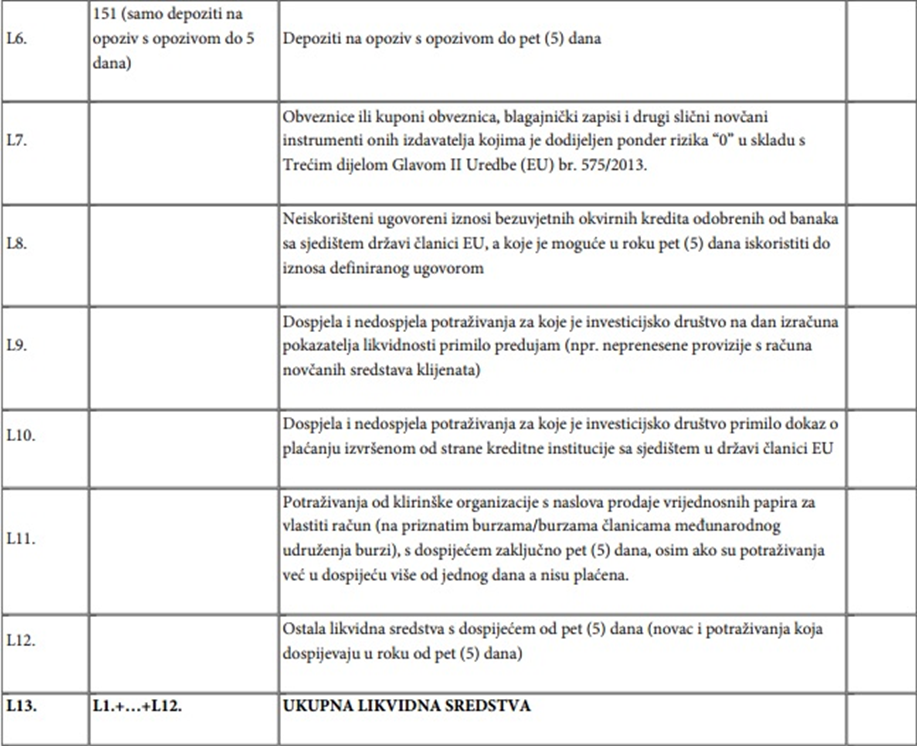 L6.
151 (samo depoziti na
opoziv s opozivom do 5
dana)
Depoziti na opoziv s opozivom do pet (5) dana
L7.
Obveznice ili kuponi obveznica, blagajnički zapisi i drugi slični novčani
instrumenti onih izdavatelja kojima je dodijeljen ponder rizika “0” u skladu s
Trećim dijelom Glavom II Uredbe (EU) br. 575/2013.
L8.
Neiskorišteni ugovoreni iznosi bezuvjetnih okvirnih kredita odobrenih od banaka
sa sjedištem državi članici EU, a koje je moguće u roku pet (5) dana iskoristiti do
iznosa definiranog ugovorom
L9.
Dospjela i nedospjela potraživanja za koje je investicijsko društvo na dan izračuna
pokazatelja likvidnosti primilo predujam (npr. neprenesene provizije s računa
novčanih sredstava klijenata)
L10.
Dospjela i nedospjela potraživanja za koje je investicijsko društvo primilo dokaz o
plaćanju izvršenom od strane kreditne institucije sa sjedištem u državi članici EU
L11.
Potraživanja od klirinške organizacije s naslova prodaje vrijednosnih papira za
vlastiti račun (na priznatim burzama/burzama članicama međunarodnog
udruženja burzi), s dospijećem zaključno pet (5) dana, osim ako su potraživanja
već u dospijeću više od jednog dana a nisu plaćena.
L12.
Ostala likvidna sredstva s dospijećem od pet (5) dana (novac i potraživanja koja
dospijevaju u roku od pet (5) dana)
L13.
L1.+…+L12.
UKUPNA LIKVIDNA SREDSTVA